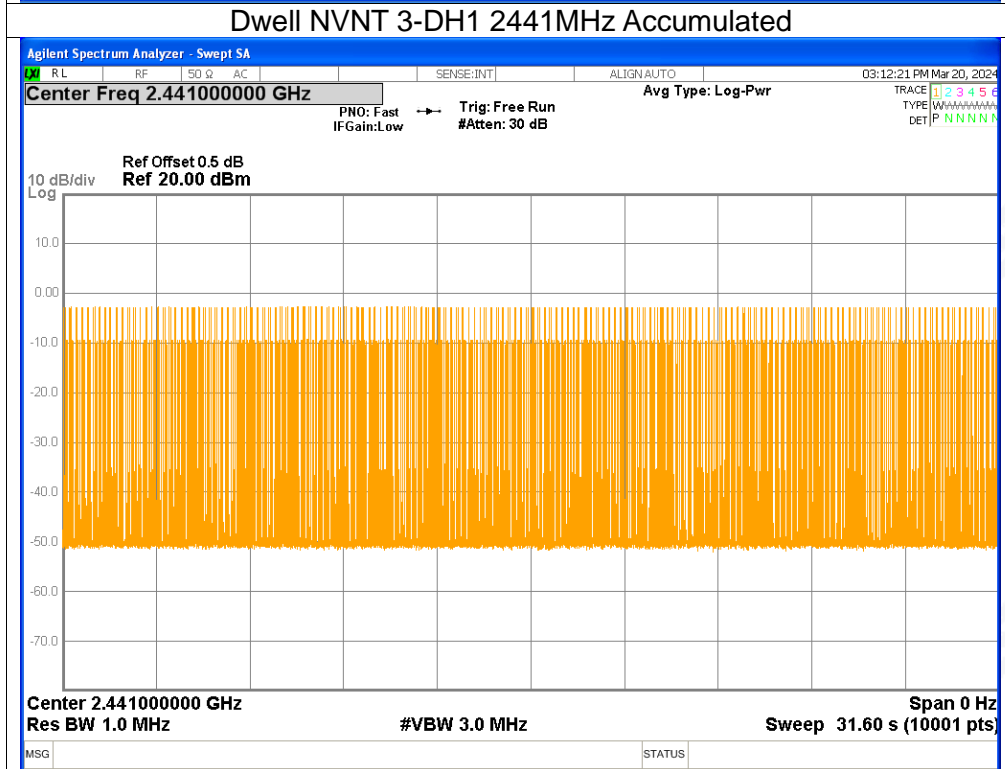 Dwell NVNT 3-DH1 2441MHz Accumulated
Agilent Spectrum Analyzer - Swept SA
LXI RL RF 50 Ω AC SENSE:INT ALIGN AUTO 03:12:21 PM Mar 20, 2024
Center Freq 2.441000000 GHz Avg Type: Log-Pwr TRACE 1 2 3 4 5 6
PNO: Fast Trig: Free Run TYPE
IFGain:Low #Atten: 30 dB DET P N N N N N
Ref Offset 0.5 dB
10 dB/div Ref 20.00 dBm
Log
10.0
0.00
-10.0
-20.0
-30.0
-40.0
-50.0
-60.0
-70.0
Center 2.441000000 GHz Span 0 Hz
Res BW 1.0 MHz #VBW 3.0 MHz Sweep 31.60 s (10001 pts)
MSG STATUS